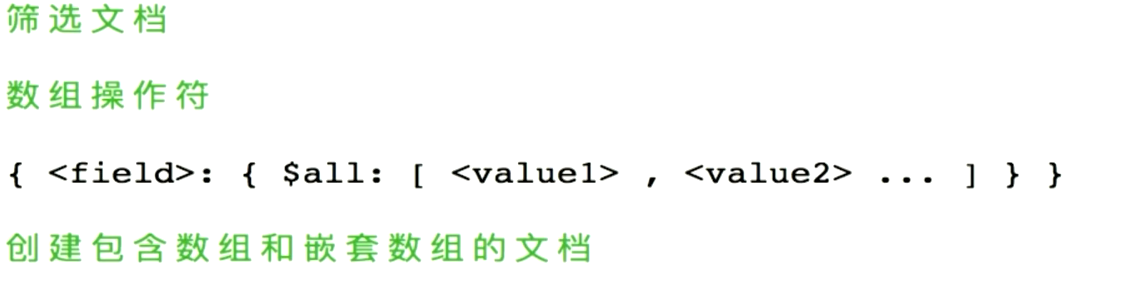 筛选文档
数组操作符
{ <field>: { $all: [ <value1> , <value2> ... ] } }
创建包含数组和嵌套数组的文档